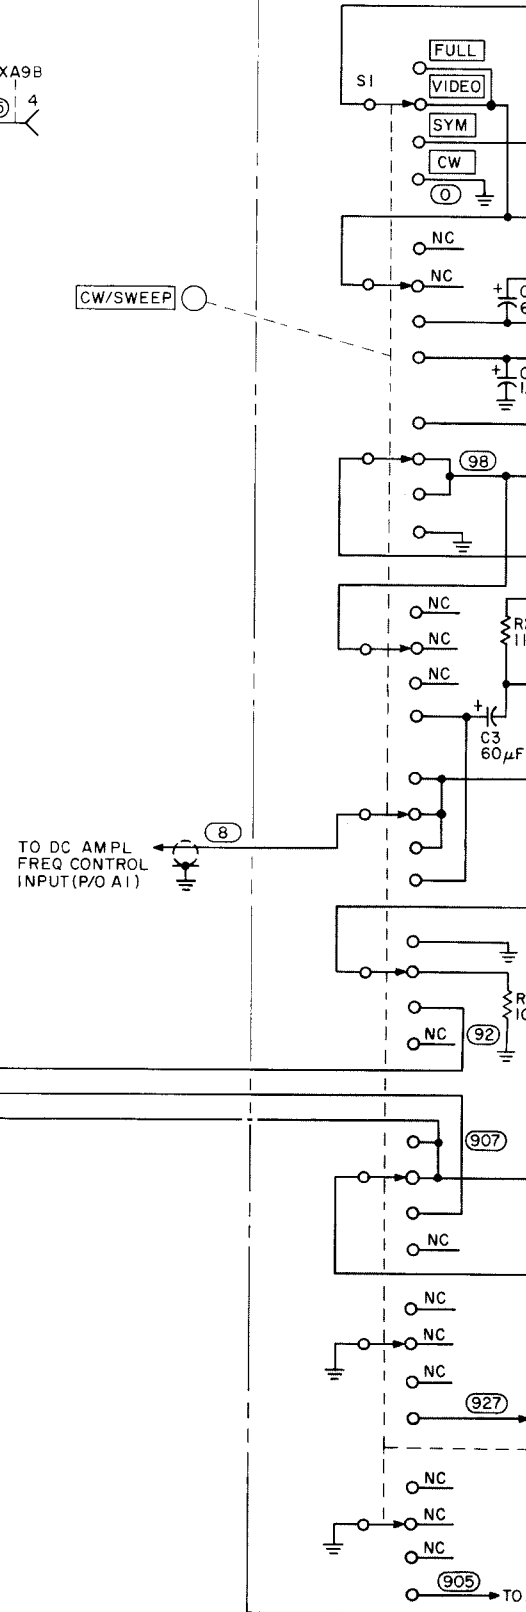 XA9B
4
S1
FULL
VIDEO
SYM
CW
0
NC
NC
CW/SWEEP
+
+
98
NC
NC
NC
+
C3
60µF
8
TO DC AMPL
FREQ CONTROL
INPUT (P/O A1)
NC
92
907
NC
NC
NC
NC
927
NC
NC
NC
905
TO